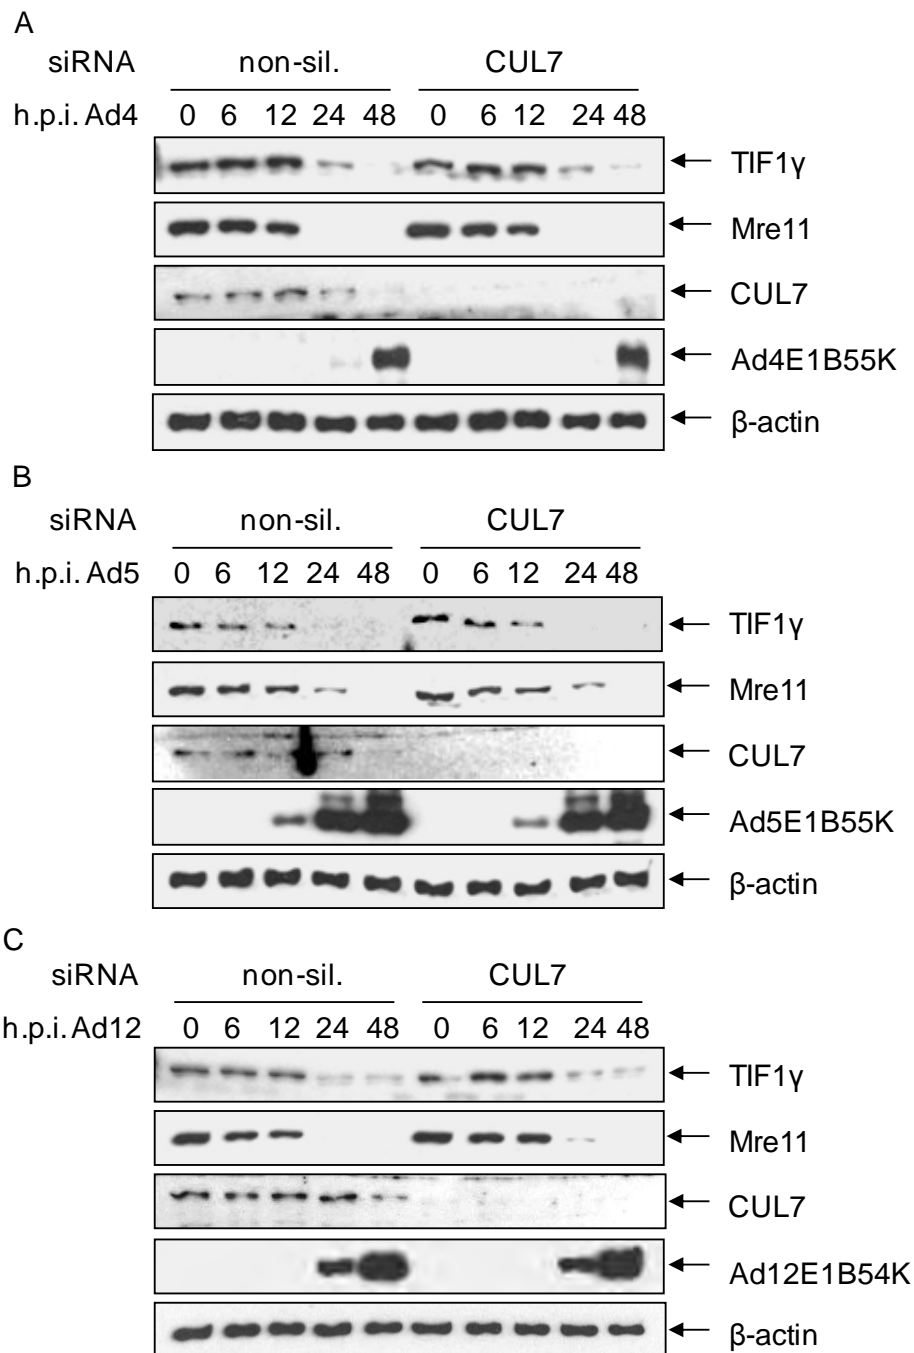 A
siRNA non-sil. CUL7
h.p.i. Ad4 0 6 12 24 48 0 6 12 24 48
TIF1γ
Mre11
CUL7
Ad4E1B55K
β-actin
B
siRNA non-sil. CUL7
h.p.i. Ad5 0 6 12 24 48 0 6 12 24 48
TIF1γ
Mre11
CUL7
Ad5E1B55K
β-actin
C
siRNA non-sil. CUL7
h.p.i. Ad12 0 6 12 24 48 0 6 12 24 48
TIF1γ
Mre11
CUL7
Ad12E1B54K
β-actin